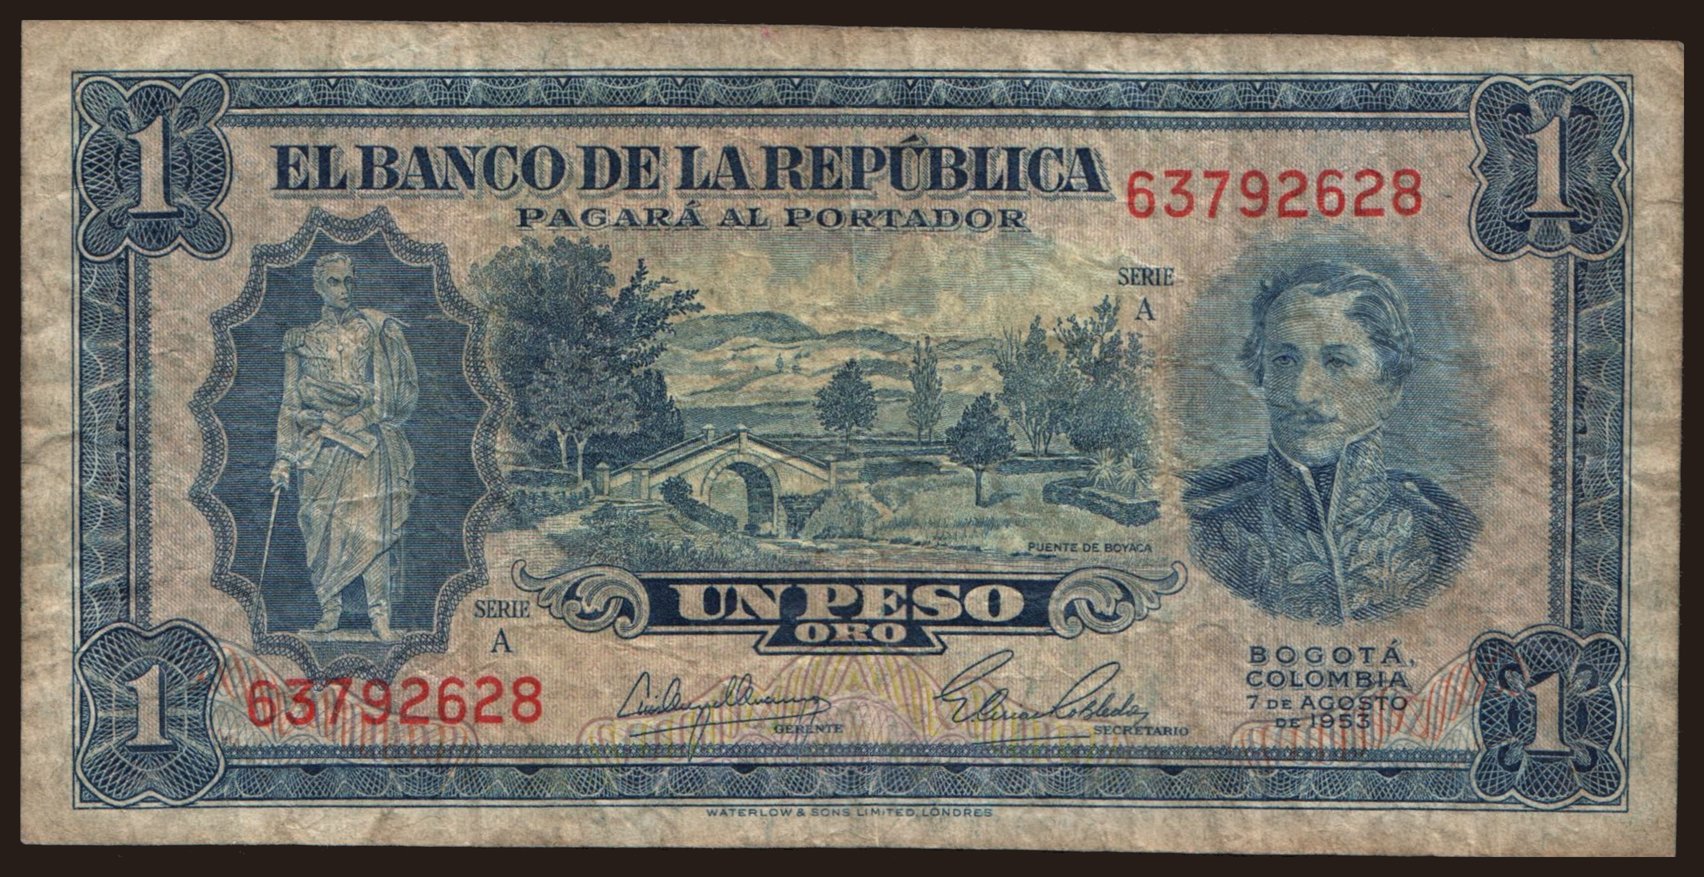 1
1
EL BANCO DE LA REPÚBLICA
63792628
PAGARÁ AL PORTADOR
SERIE
A
PUENTE DE BOYACA
UN PESO
ORO
SERIE
A
BOGOTÁ,
COLOMBIA
7 DE AGOSTO
DE 1953
63792628
GERENTE
SECRETARIO
1
1
WATERLOW & SONS LIMITED, LONDRES